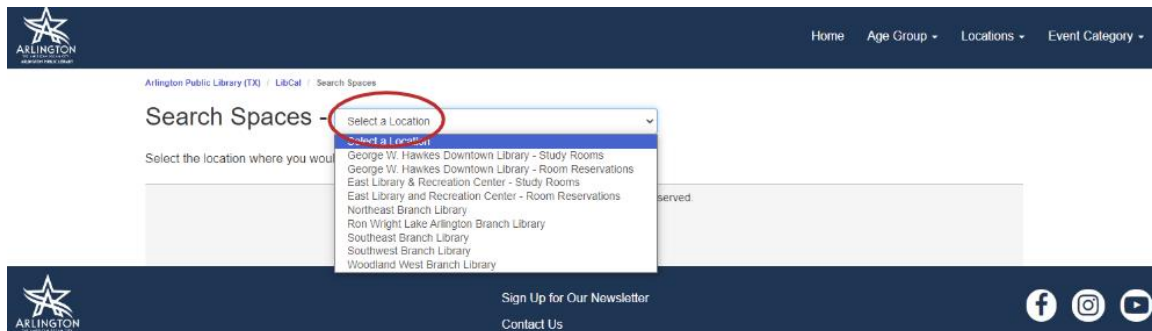 ARLINGTON
Home Age Group Locations Event Category
Arlington Public Library (TX) / LibCal / Search Spaces
Search Spaces - Select a Location
Select a Location
Select the location where you woul
George W. Hawkes Downtown Library - Study Rooms
George W. Hawkes Downtown Library - Room Reservations
East Library & Recreation Center - Study Rooms
East Library and Recreation Center - Room Reservations
served.
Northeast Branch Library
Ron Wright Lake Arlington Branch Library
Southeast Branch Library
Southwest Branch Library
Woodland West Branch Library
ARLINGTON
Sign Up for Our Newsletter
Contact Us